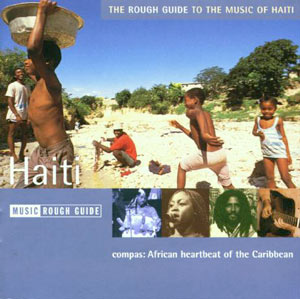 THE ROUGH GUIDE TO THE MUSIC OF HAITI
Haiti
MUSIC ROUGH GUIDE
compas: African heartbeat of the Caribbean